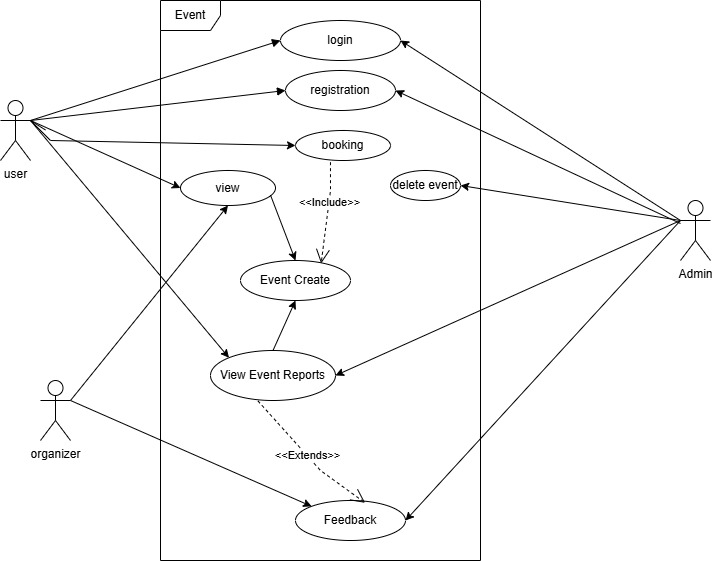 Event
login
registration
booking
user
view
delete event
<<Include>>
Event Create
Admin
View Event Reports
organizer
<<Extends>>
Feedback